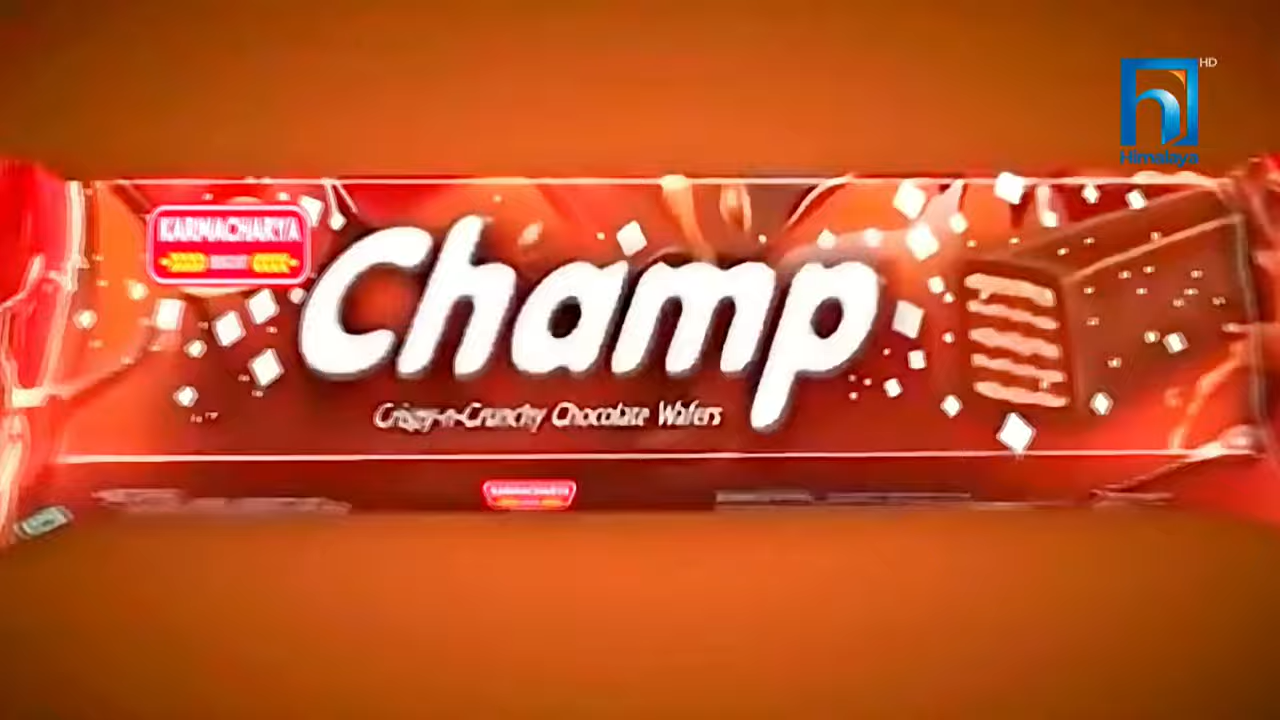 HD
Himalaya
KARMACHARYA
Champ
Crispy-n-Crunchy Chocolate Wafers
KARMACHARYA